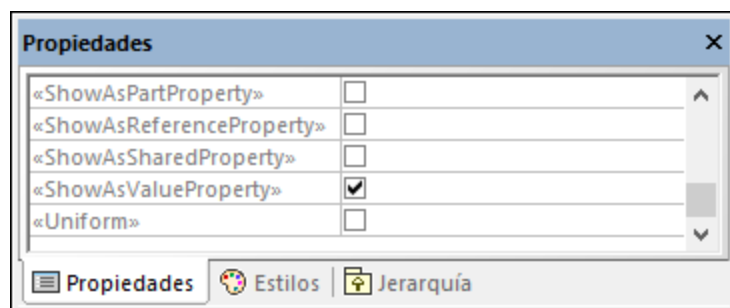 Propiedades
«ShowAsPartProperty»
«ShowAsReferenceProperty»
«ShowAsSharedProperty»
«ShowAsValueProperty»
«Uniform»
Propiedades Estilos Jerarquía